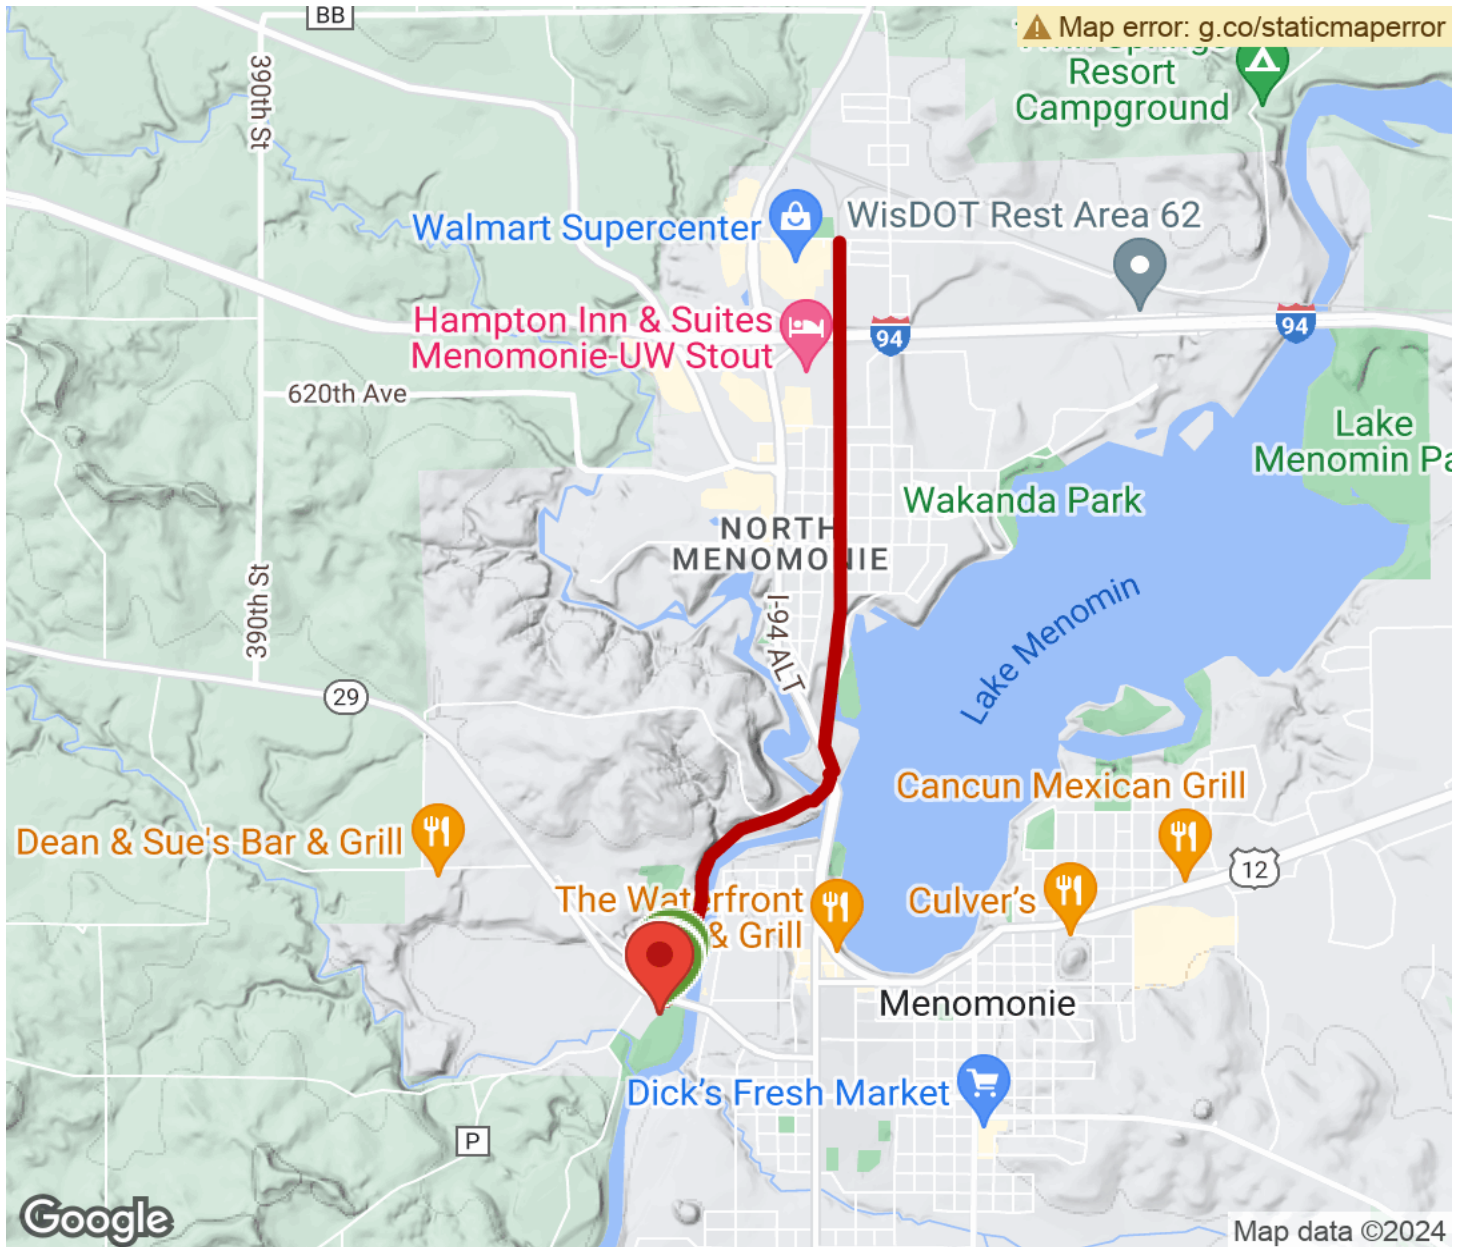 BB
Map error: g.co/staticmaperror
Resort
Campground
390th St
Walmart Supercenter
WisDOT Rest Area 62
Hampton Inn & Suites
Menomonie-UW Stout
94
94
620th Ave
Lake
Menomin Pa
Wakanda Park
NORTH
MENOMONIE
390th St
I-94 ALT
Lake Menomin
29
Cancun Mexican Grill
Dean & Sue's Bar & Grill
12
The Waterfront
& Grill
Culver's
Menomonie
Dick's Fresh Market
P
Google
Map data ©2024